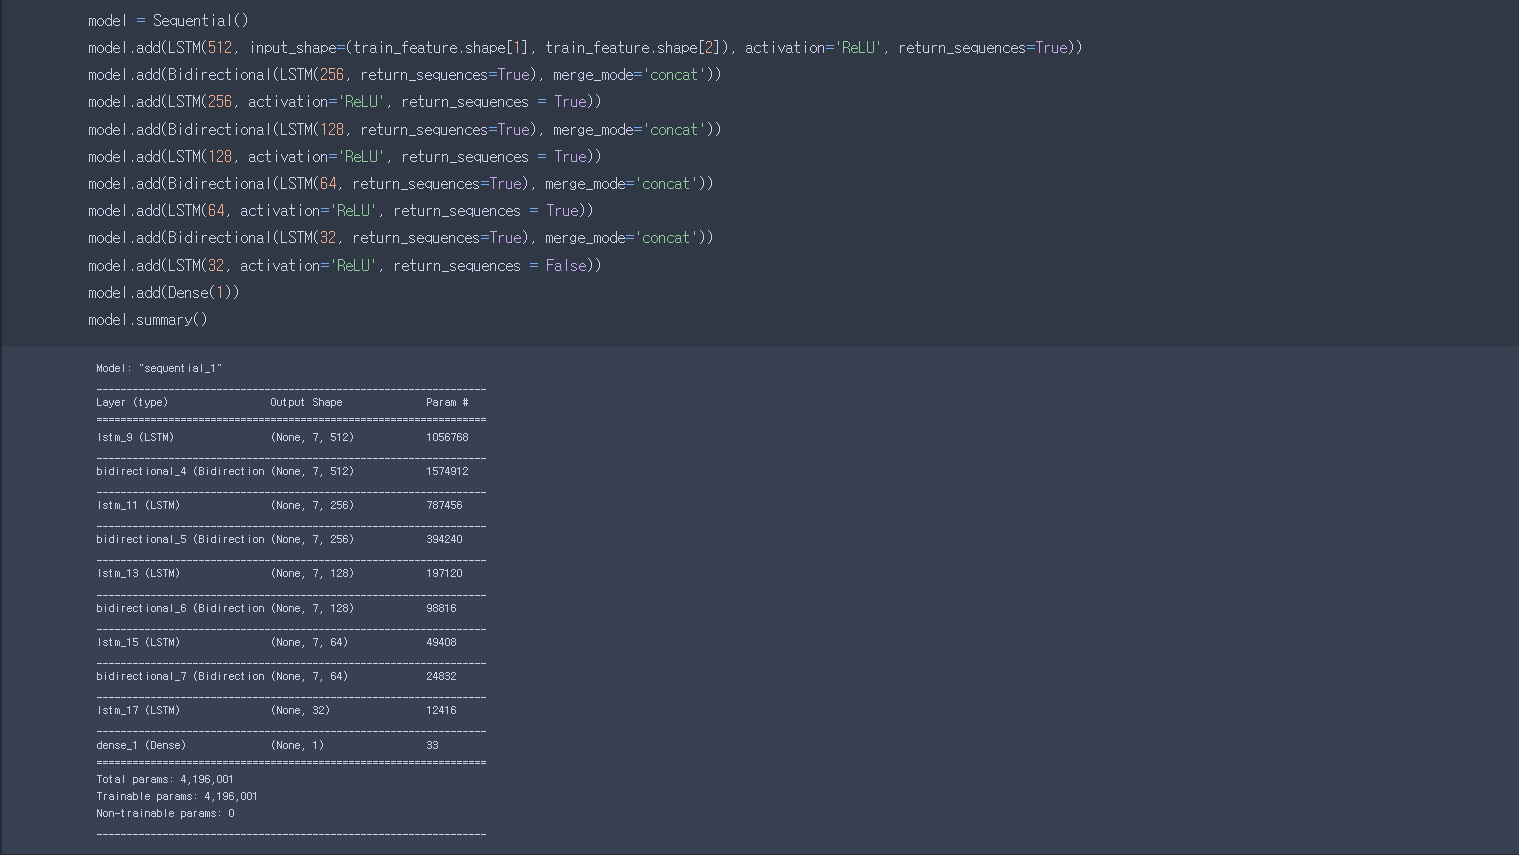 model = Sequential()
model.add(LSTM(512, input_shape=(train_feature.shape[1], train_feature.shape[2]), activation='ReLU', return_sequences=True))
model.add(Bidirectional(LSTM(256, return_sequences=True), merge_mode='concat'))
model.add(LSTM(256, activation='ReLU', return_sequences = True))
model.add(Bidirectional(LSTM(128, return_sequences=True), merge_mode='concat'))
model.add(LSTM(128, activation='ReLU', return_sequences = True))
model.add(Bidirectional(LSTM(64, return_sequences=True), merge_mode='concat'))
model.add(LSTM(64, activation='ReLU', return_sequences = True))
model.add(Bidirectional(LSTM(32, return_sequences=True), merge_mode='concat'))
model.add(LSTM(32, activation='ReLU', return_sequences = False))
model.add(Dense(1))
model.summary()
Model: "sequential_1"
_________________________________________________________________
Layer (type)                 Output Shape              Param #
=================================================================
lstm_9 (LSTM)                (None, 7, 512)            1056768
_________________________________________________________________
bidirectional_4 (Bidirection (None, 7, 512)            1574912
_________________________________________________________________
lstm_11 (LSTM)               (None, 7, 256)            787456
_________________________________________________________________
bidirectional_5 (Bidirection (None, 7, 256)            394240
_________________________________________________________________
lstm_13 (LSTM)               (None, 7, 128)            197120
_________________________________________________________________
bidirectional_6 (Bidirection (None, 7, 128)            98816
_________________________________________________________________
lstm_15 (LSTM)               (None, 7, 64)             49408
_________________________________________________________________
bidirectional_7 (Bidirection (None, 7, 64)             24832
_________________________________________________________________
lstm_17 (LSTM)               (None, 32)                12416
_________________________________________________________________
dense_1 (Dense)              (None, 1)                 33
=================================================================
Total params: 4,196,001
Trainable params: 4,196,001
Non-trainable params: 0
_________________________________________________________________